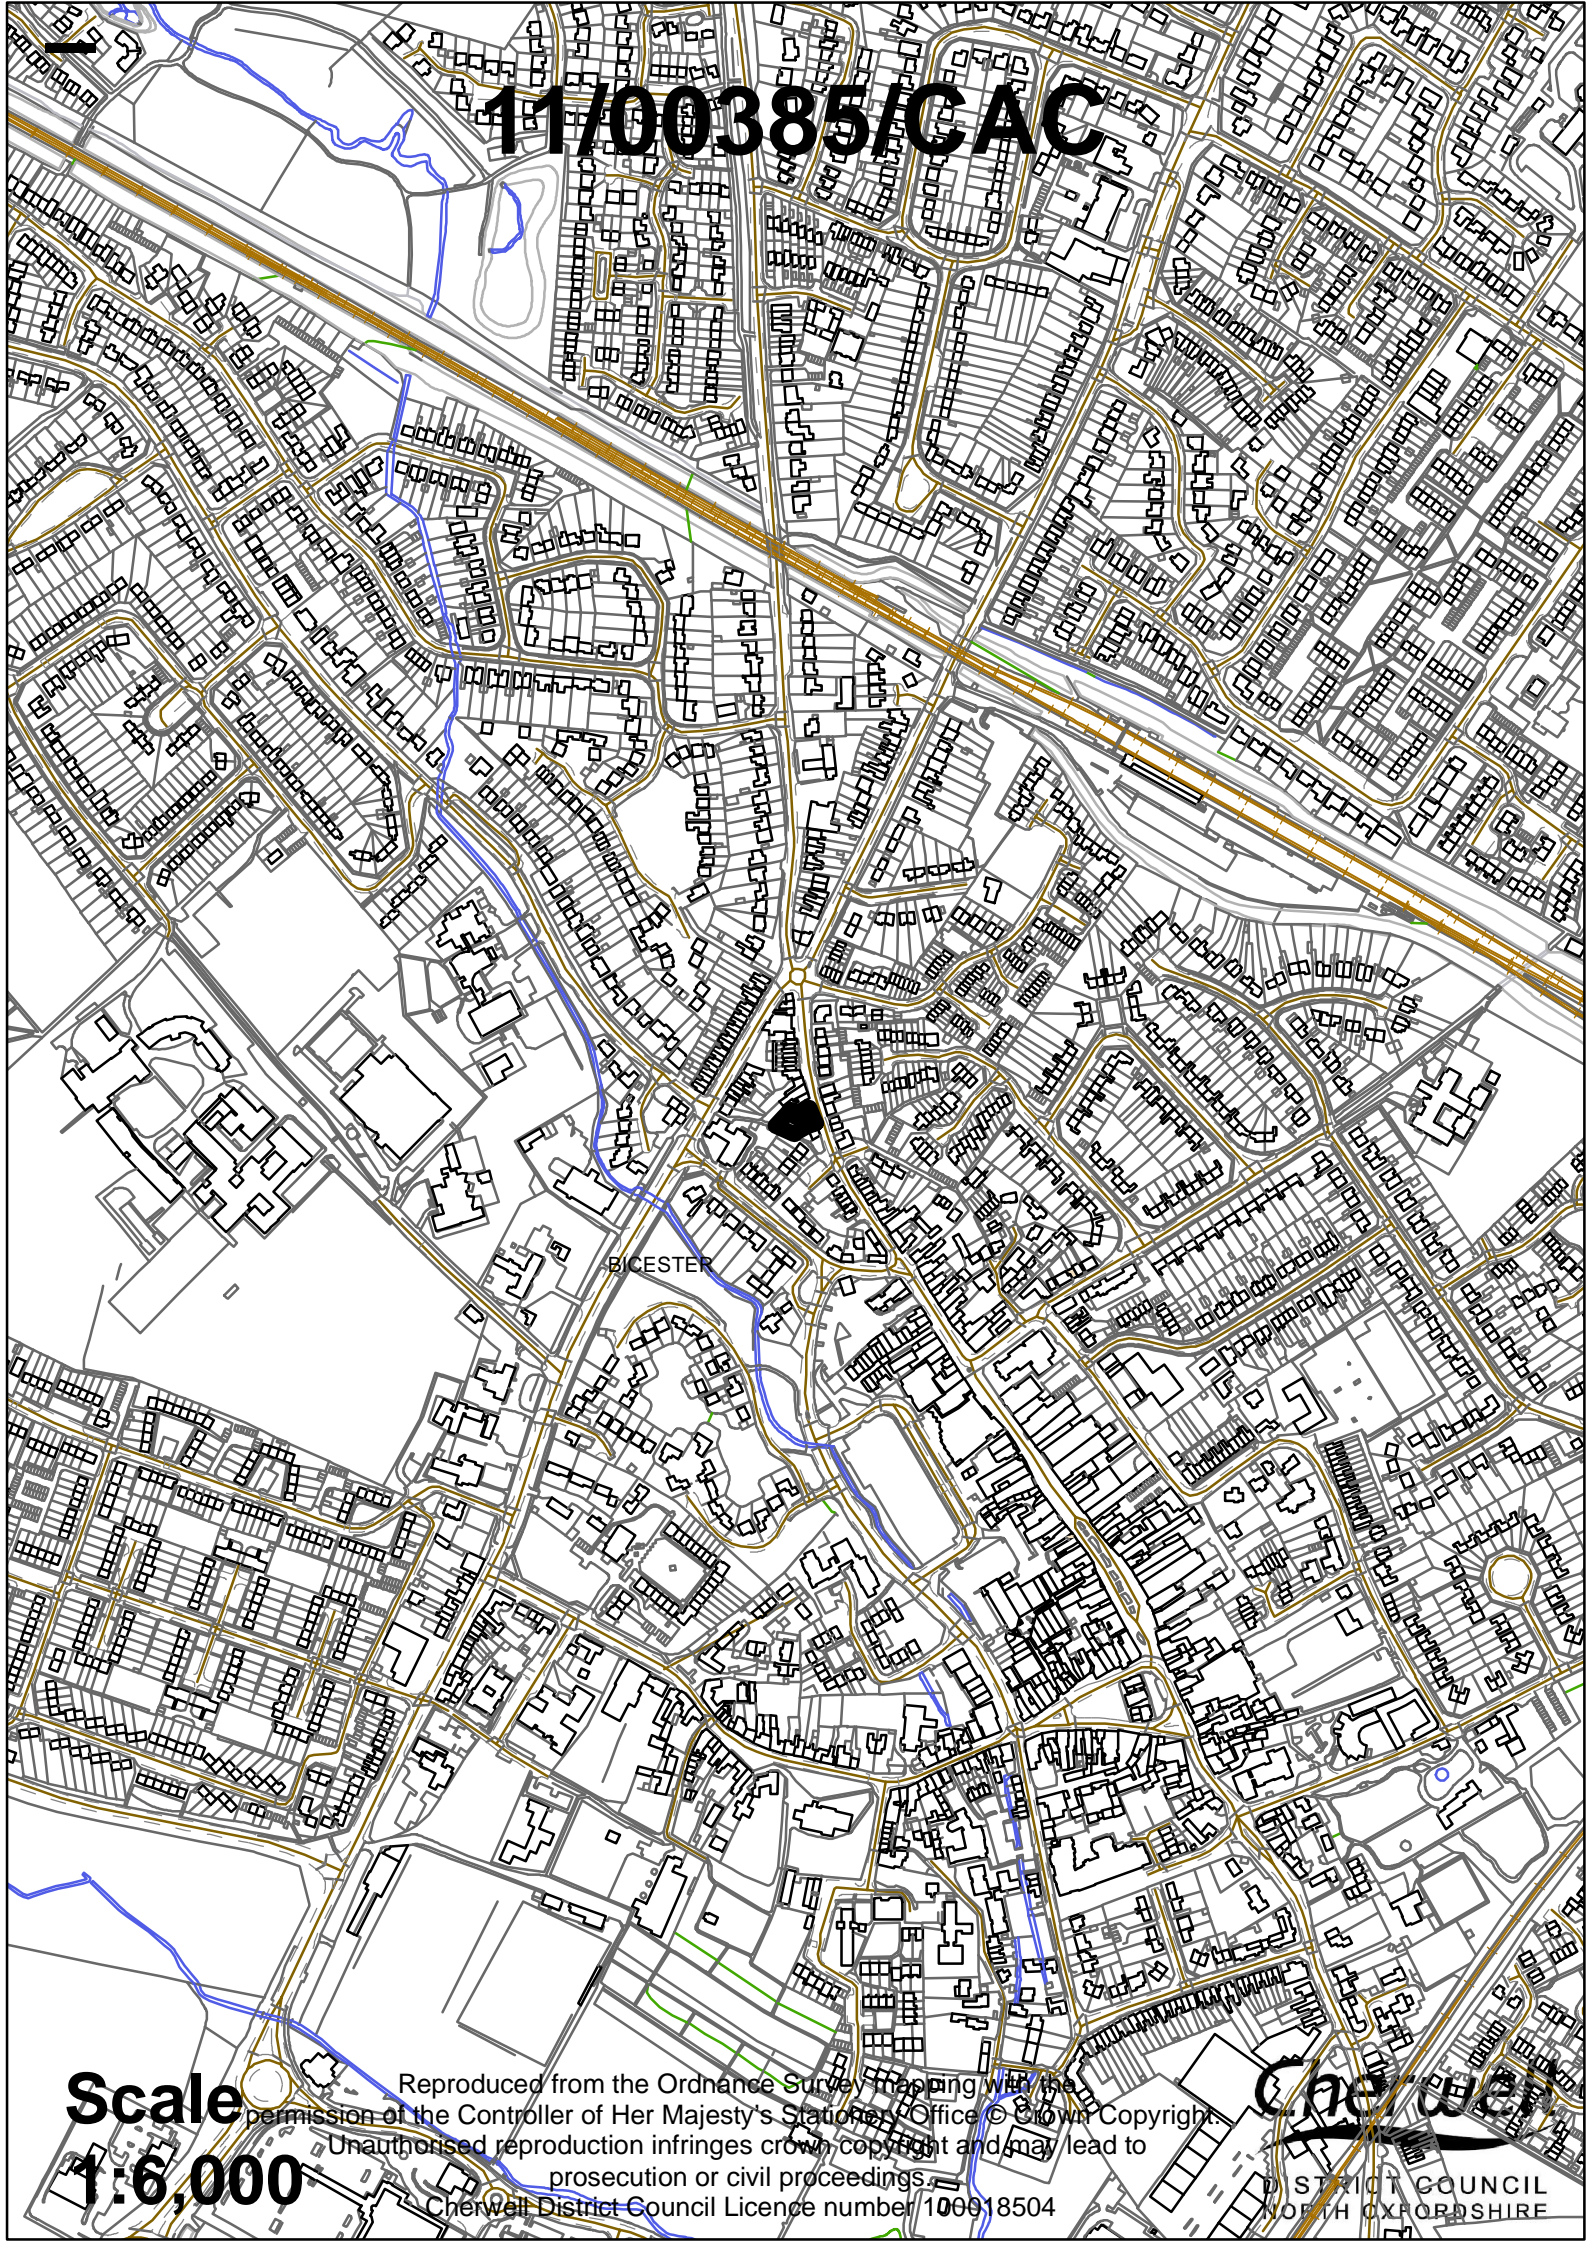 11/00385/CAC
BICESTER
Scale
1:6,000
Reproduced from the Ordnance Survey mapping with the
permission of the Controller of Her Majesty's Stationery Office © Crown Copyright.
Unauthorised reproduction infringes crown copyright and may lead to
prosecution or civil proceedings.
Cherwell District Council Licence number 100018504
Cherwell
DISTRICT COUNCIL
NORTH OXFORDSHIRE